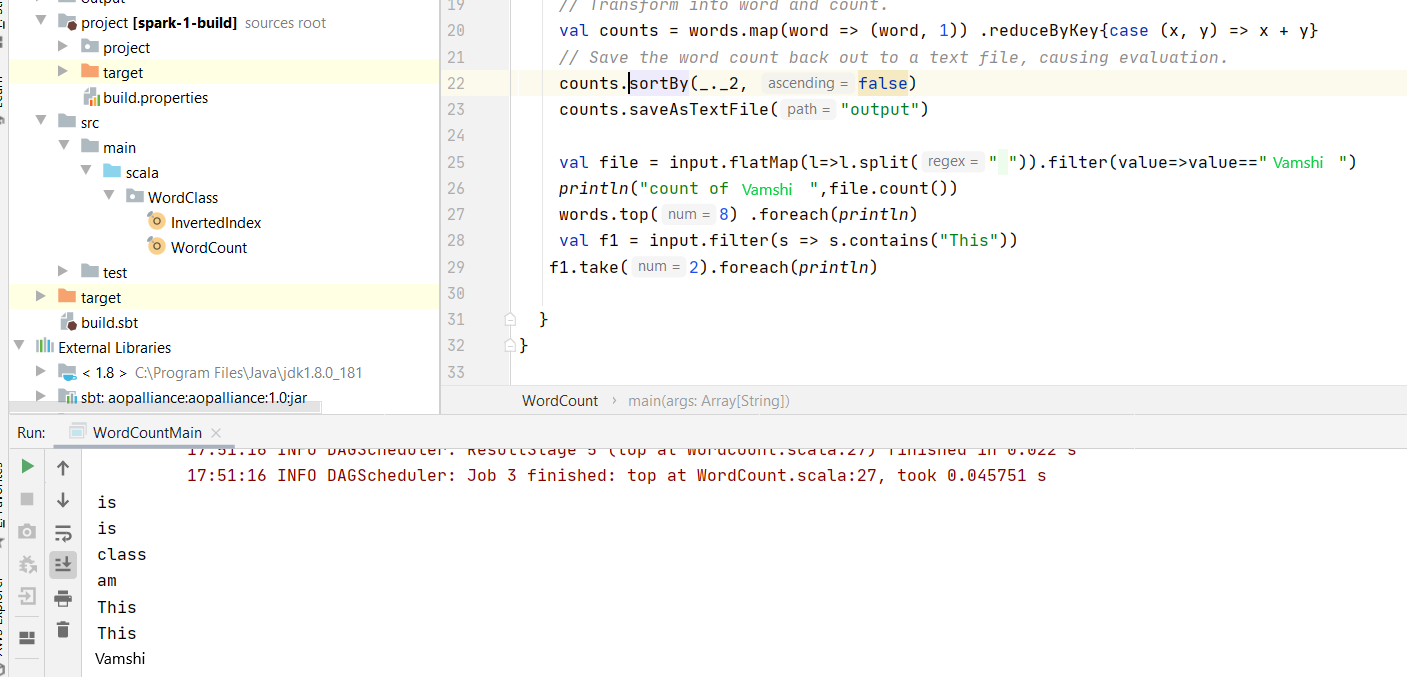 output
project [spark-1-build] sources root
project
target
build.properties
src
main
scala
WordClass
InvertedIndex
WordCount
test
target
build.sbt
External Libraries
< 1.8 > C:\Program Files\Java\jdk1.8.0_181
sbt: aopalliance:aopalliance:1.0:jar
19 // Transform into word and count.
20 val counts = words.map(word => (word, 1)) .reduceByKey{case (x, y) => x + y}
21 // Save the word count back out to a text file, causing evaluation.
22 counts.sortBy(_._2, ascending = false)
23 counts.saveAsTextFile( path = "output")
24
25 val file = input.flatMap(l=>l.split( regex = " ")).filter(value=>value==" Vamshi ")
26 println("count of Vamshi ",file.count())
27 words.top( num = 8) .foreach(println)
28 val f1 = input.filter(s => s.contains("This"))
29 f1.take( num = 2).foreach(println)
30
31 }
32 }
33
WordCount › main(args: Array[String])
Run: WordCountMain ×
17:51:16 INFO DAGScheduler: ResultStage 5 (top at WordCount.scala:27) finished in 0.022 s
17:51:16 INFO DAGScheduler: Job 3 finished: top at WordCount.scala:27, took 0.045751 s
is
is
class
am
This
This
Vamshi